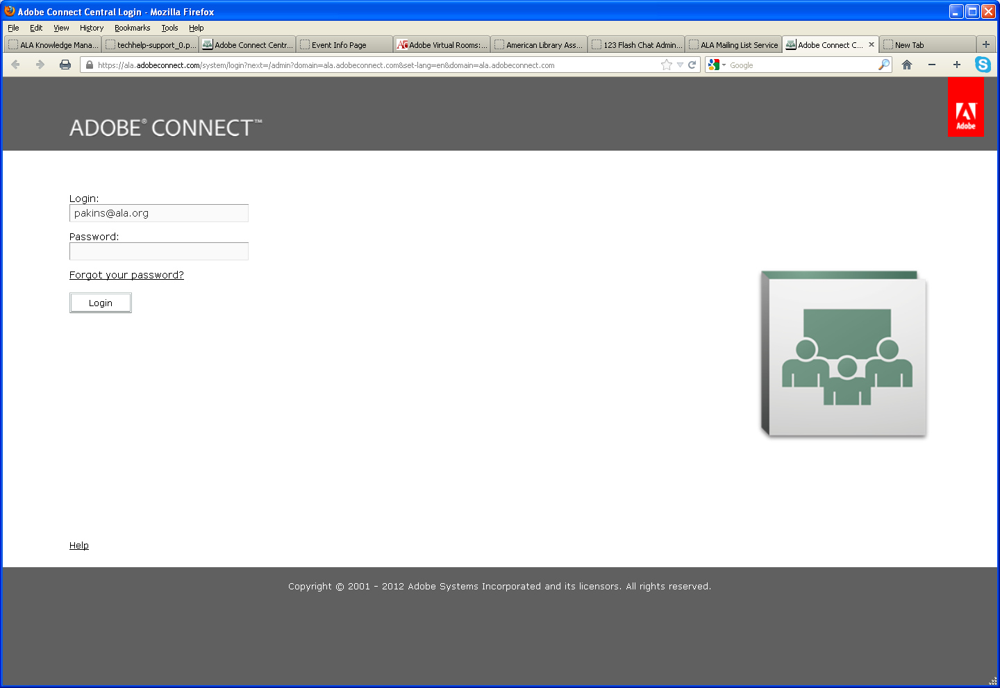 Adobe Connect Central Login - Mozilla Firefox
File Edit View History Bookmarks Tools Help
ALA Knowledge Mana... techhelp-support_0.p... Adobe Connect Centr... Event Info Page Adobe Virtual Rooms:... American Library Ass... 123 Flash Chat Admin... ALA Mailing List Service Adobe Connect C... New Tab
https://ala.adobeconnect.com/system/login?next=/admin?domain=ala.adobeconnect.com&set-lang=en&domain=ala.adobeconnect.com Google
ADOBE® CONNECT™
Adobe
Login:
pakins@ala.org
Password:
Forgot your password?
Login
Help
Copyright © 2001 - 2012 Adobe Systems Incorporated and its licensors. All rights reserved.